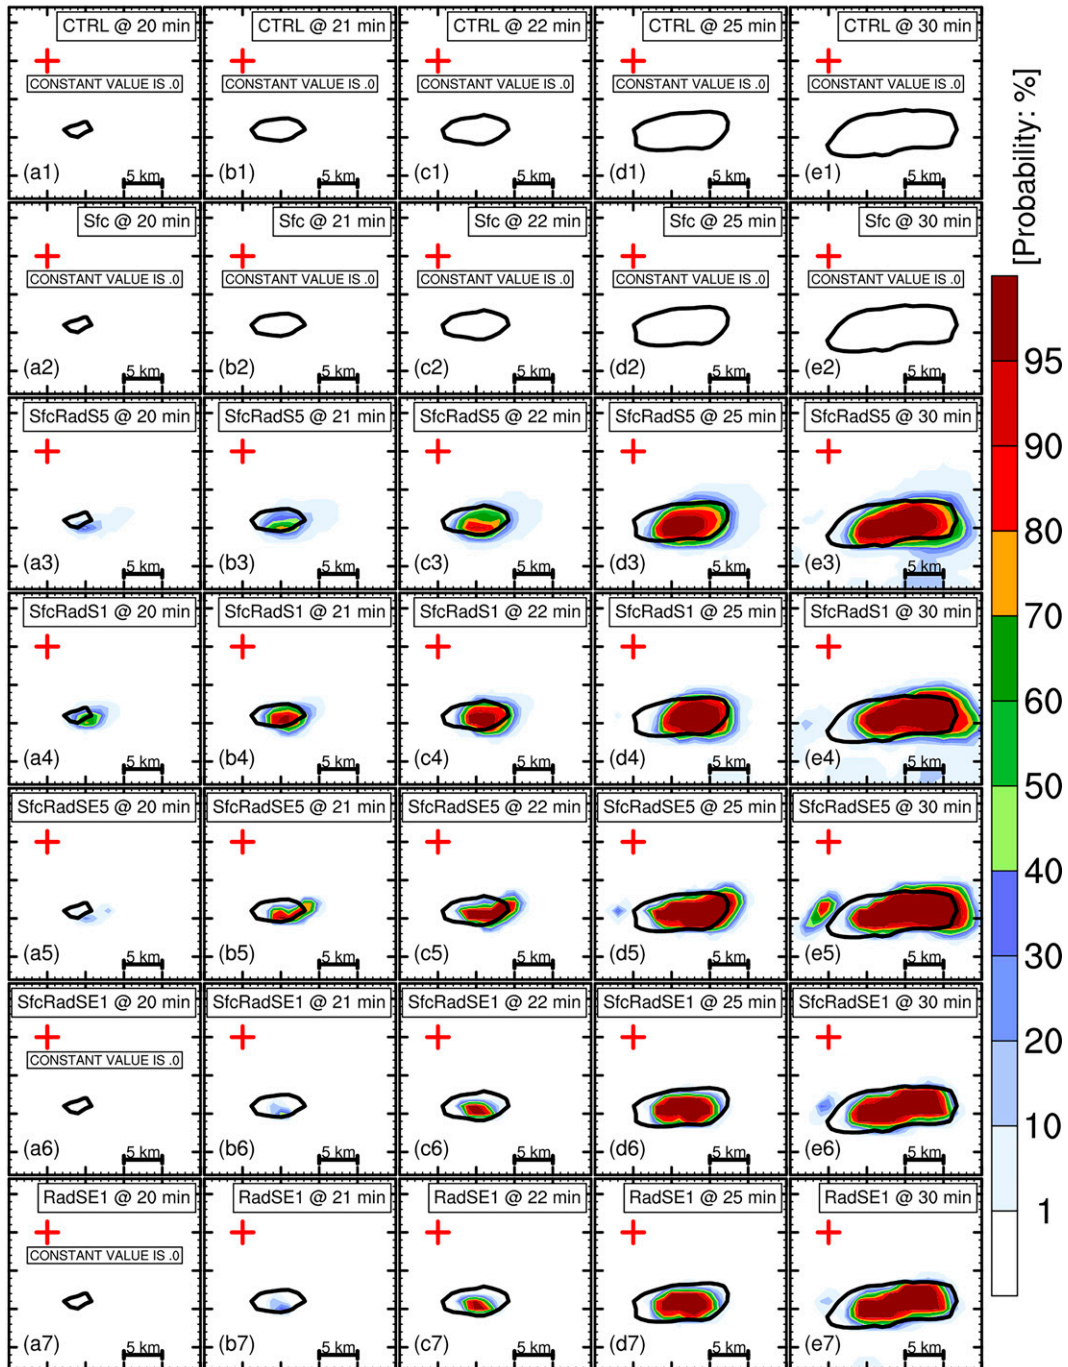 CTRL @ 20 min
CTRL @ 21 min
CTRL @ 22 min
CTRL @ 25 min
CTRL @ 30 min
CONSTANT VALUE IS .0
CONSTANT VALUE IS .0
CONSTANT VALUE IS .0
CONSTANT VALUE IS .0
CONSTANT VALUE IS .0
(a1) 5 km
(b1) 5 km
(c1) 5 km
(d1) 5 km
(e1) 5 km
Sfc @ 20 min
Sfc @ 21 min
Sfc @ 22 min
Sfc @ 25 min
Sfc @ 30 min
CONSTANT VALUE IS .0
CONSTANT VALUE IS .0
CONSTANT VALUE IS .0
CONSTANT VALUE IS .0
CONSTANT VALUE IS .0
(a2) 5 km
(b2) 5 km
(c2) 5 km
(d2) 5 km
(e2) 5 km
SfcRadS5 @ 20 min
SfcRadS5 @ 21 min
SfcRadS5 @ 22 min
SfcRadS5 @ 25 min
SfcRadS5 @ 30 min
(a3) 5 km
(b3) 5 km
(c3) 5 km
(d3) 5 km
(e3) 5 km
SfcRadS1 @ 20 min
SfcRadS1 @ 21 min
SfcRadS1 @ 22 min
SfcRadS1 @ 25 min
SfcRadS1 @ 30 min
(a4) 5 km
(b4) 5 km
(c4) 5 km
(d4) 5 km
(e4) 5 km
SfcRadSE5 @ 20 min
SfcRadSE5 @ 21 min
SfcRadSE5 @ 22 min
SfcRadSE5 @ 25 min
SfcRadSE5 @ 30 min
(a5) 5 km
(b5) 5 km
(c5) 5 km
(d5) 5 km
(e5) 5 km
SfcRadSE1 @ 20 min
SfcRadSE1 @ 21 min
SfcRadSE1 @ 22 min
SfcRadSE1 @ 25 min
SfcRadSE1 @ 30 min
CONSTANT VALUE IS .0
(a6) 5 km
(b6) 5 km
(c6) 5 km
(d6) 5 km
(e6) 5 km
RadSE1 @ 20 min
RadSE1 @ 21 min
RadSE1 @ 22 min
RadSE1 @ 25 min
RadSE1 @ 30 min
CONSTANT VALUE IS .0
(a7) 5 km
(b7) 5 km
(c7) 5 km
(d7) 5 km
(e7) 5 km
[Probability: %]
95
90
80
70
60
50
40
30
20
10
1